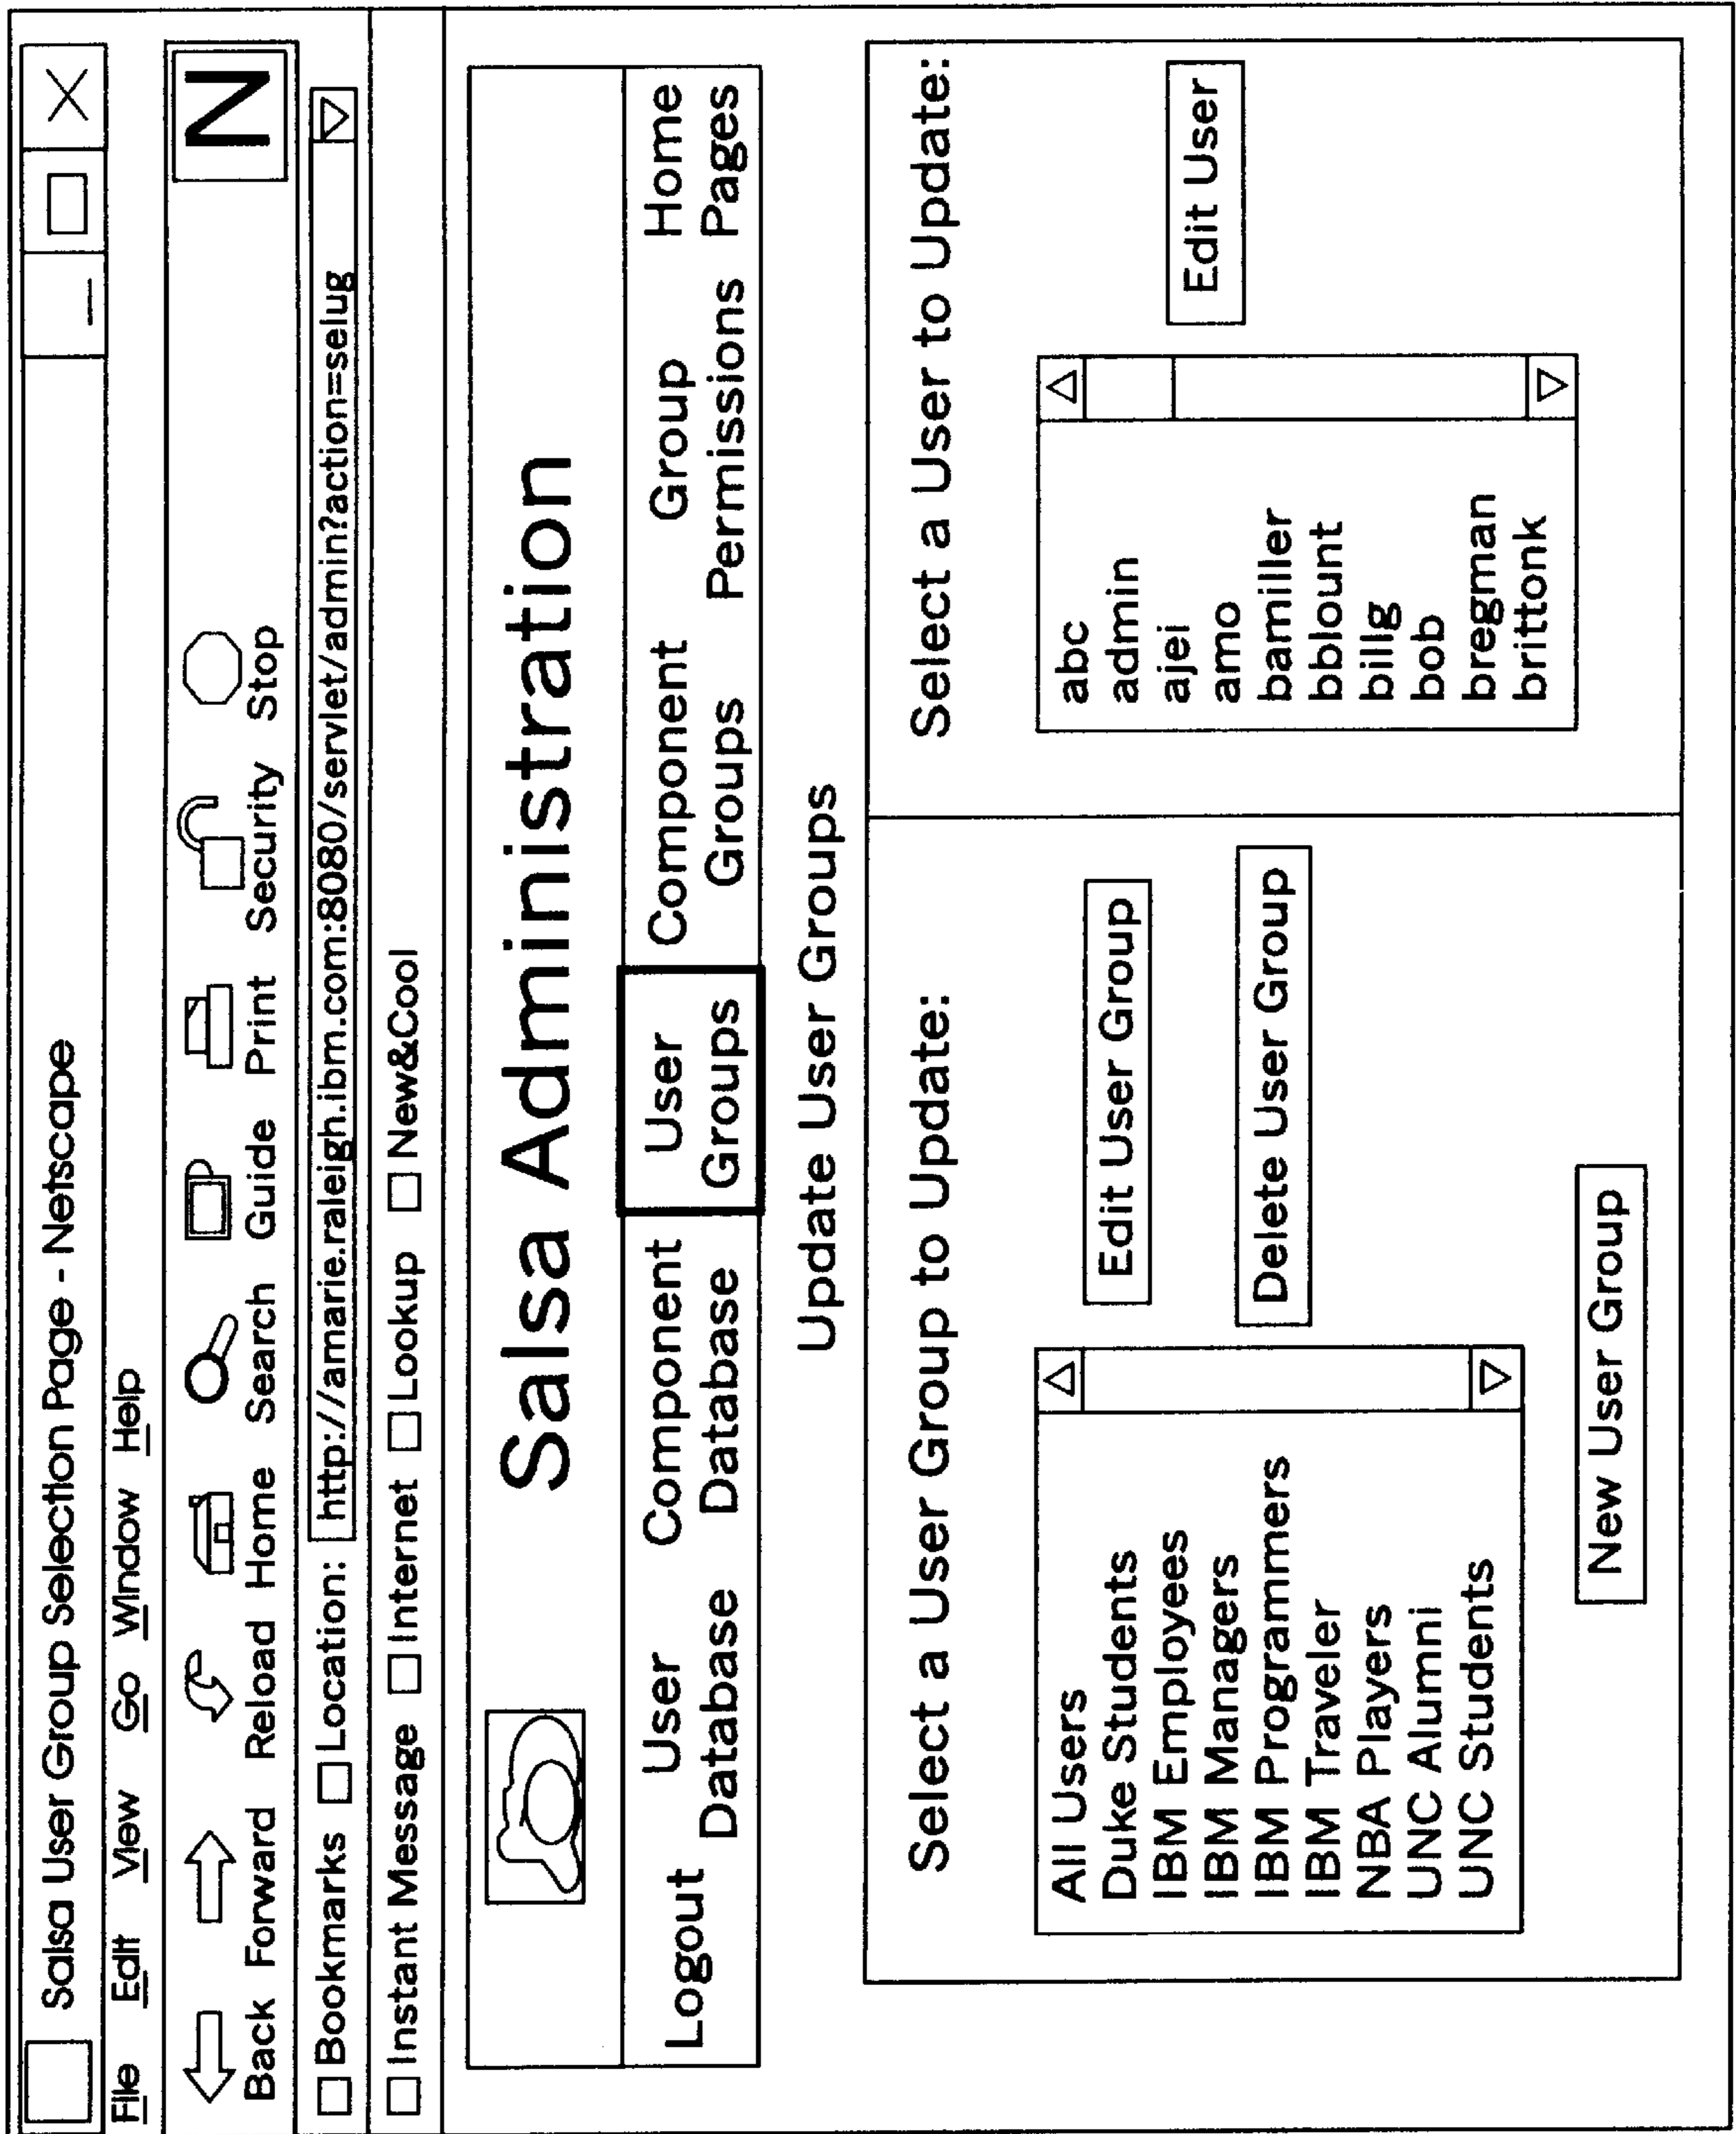 Salsa User Group Selection Page - Netscape
File Edit View Go Window Help
N
Back Forward Reload Home Search Guide Print Security Stop
Bookmarks Location: http://amarie.raleigh.ibm.com:8080/servlet/admin?action=selug
Instant Message Internet Lookup New&Cool
Salsa Administration
Logout
User Database
Component Database
User Groups
Component Groups
Group Permissions
Home Pages
Update User Groups
Select a User Group to Update:
All Users
Duke Students
IBM Employees
IBM Managers
IBM Programmers
IBM Traveler
NBA Players
UNC Alumni
UNC Students
Edit User Group
Delete User Group
New User Group
Select a User to Update:
abc
admin
ajei
amo
bamiller
bblount
billg
bob
bregman
brittonk
Edit User